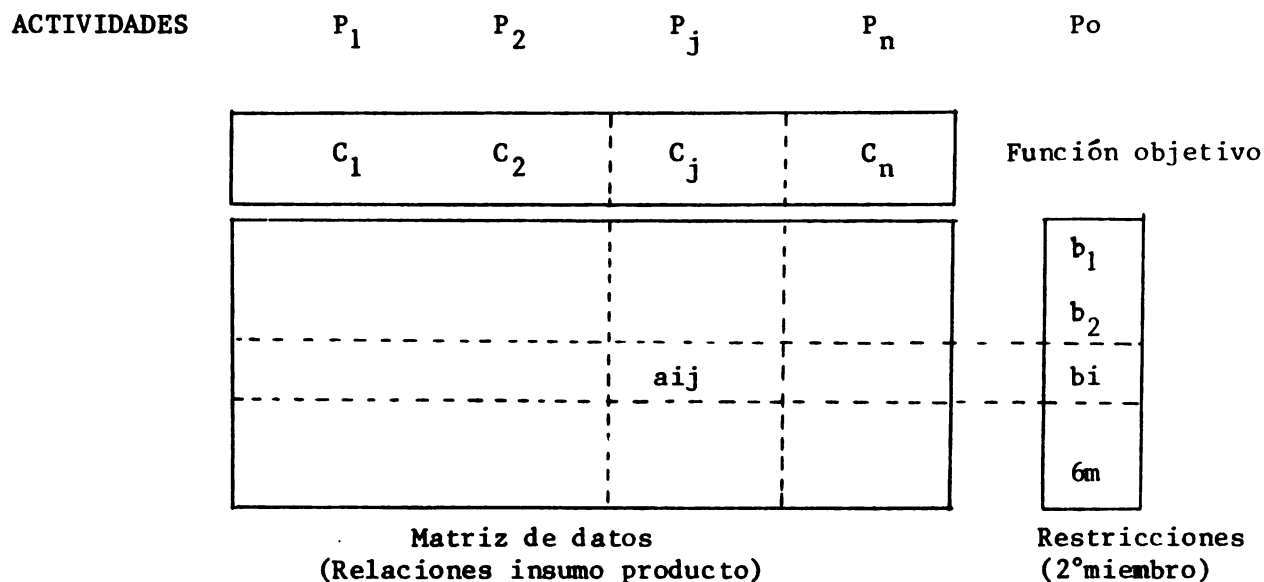 ACTIVIDADES P1 P2 Pj Pn Po
C1 C2 Cj Cn Función objetivo
b1
b2
aij bi
6m
Matriz de datos Restricciones
(Relaciones insumo producto) (2°miembro)